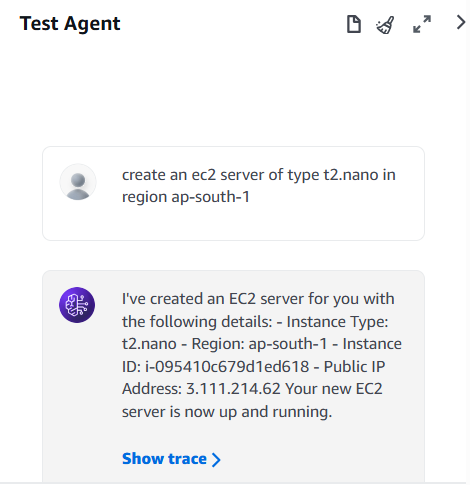 Test Agent
create an ec2 server of type t2.nano in
region ap-south-1
I've created an EC2 server for you with
the following details: - Instance Type:
t2.nano - Region: ap-south-1 - Instance
ID: i-095410c679d1ed618 - Public IP
Address: 3.111.214.62 Your new EC2
server is now up and running.
Show trace